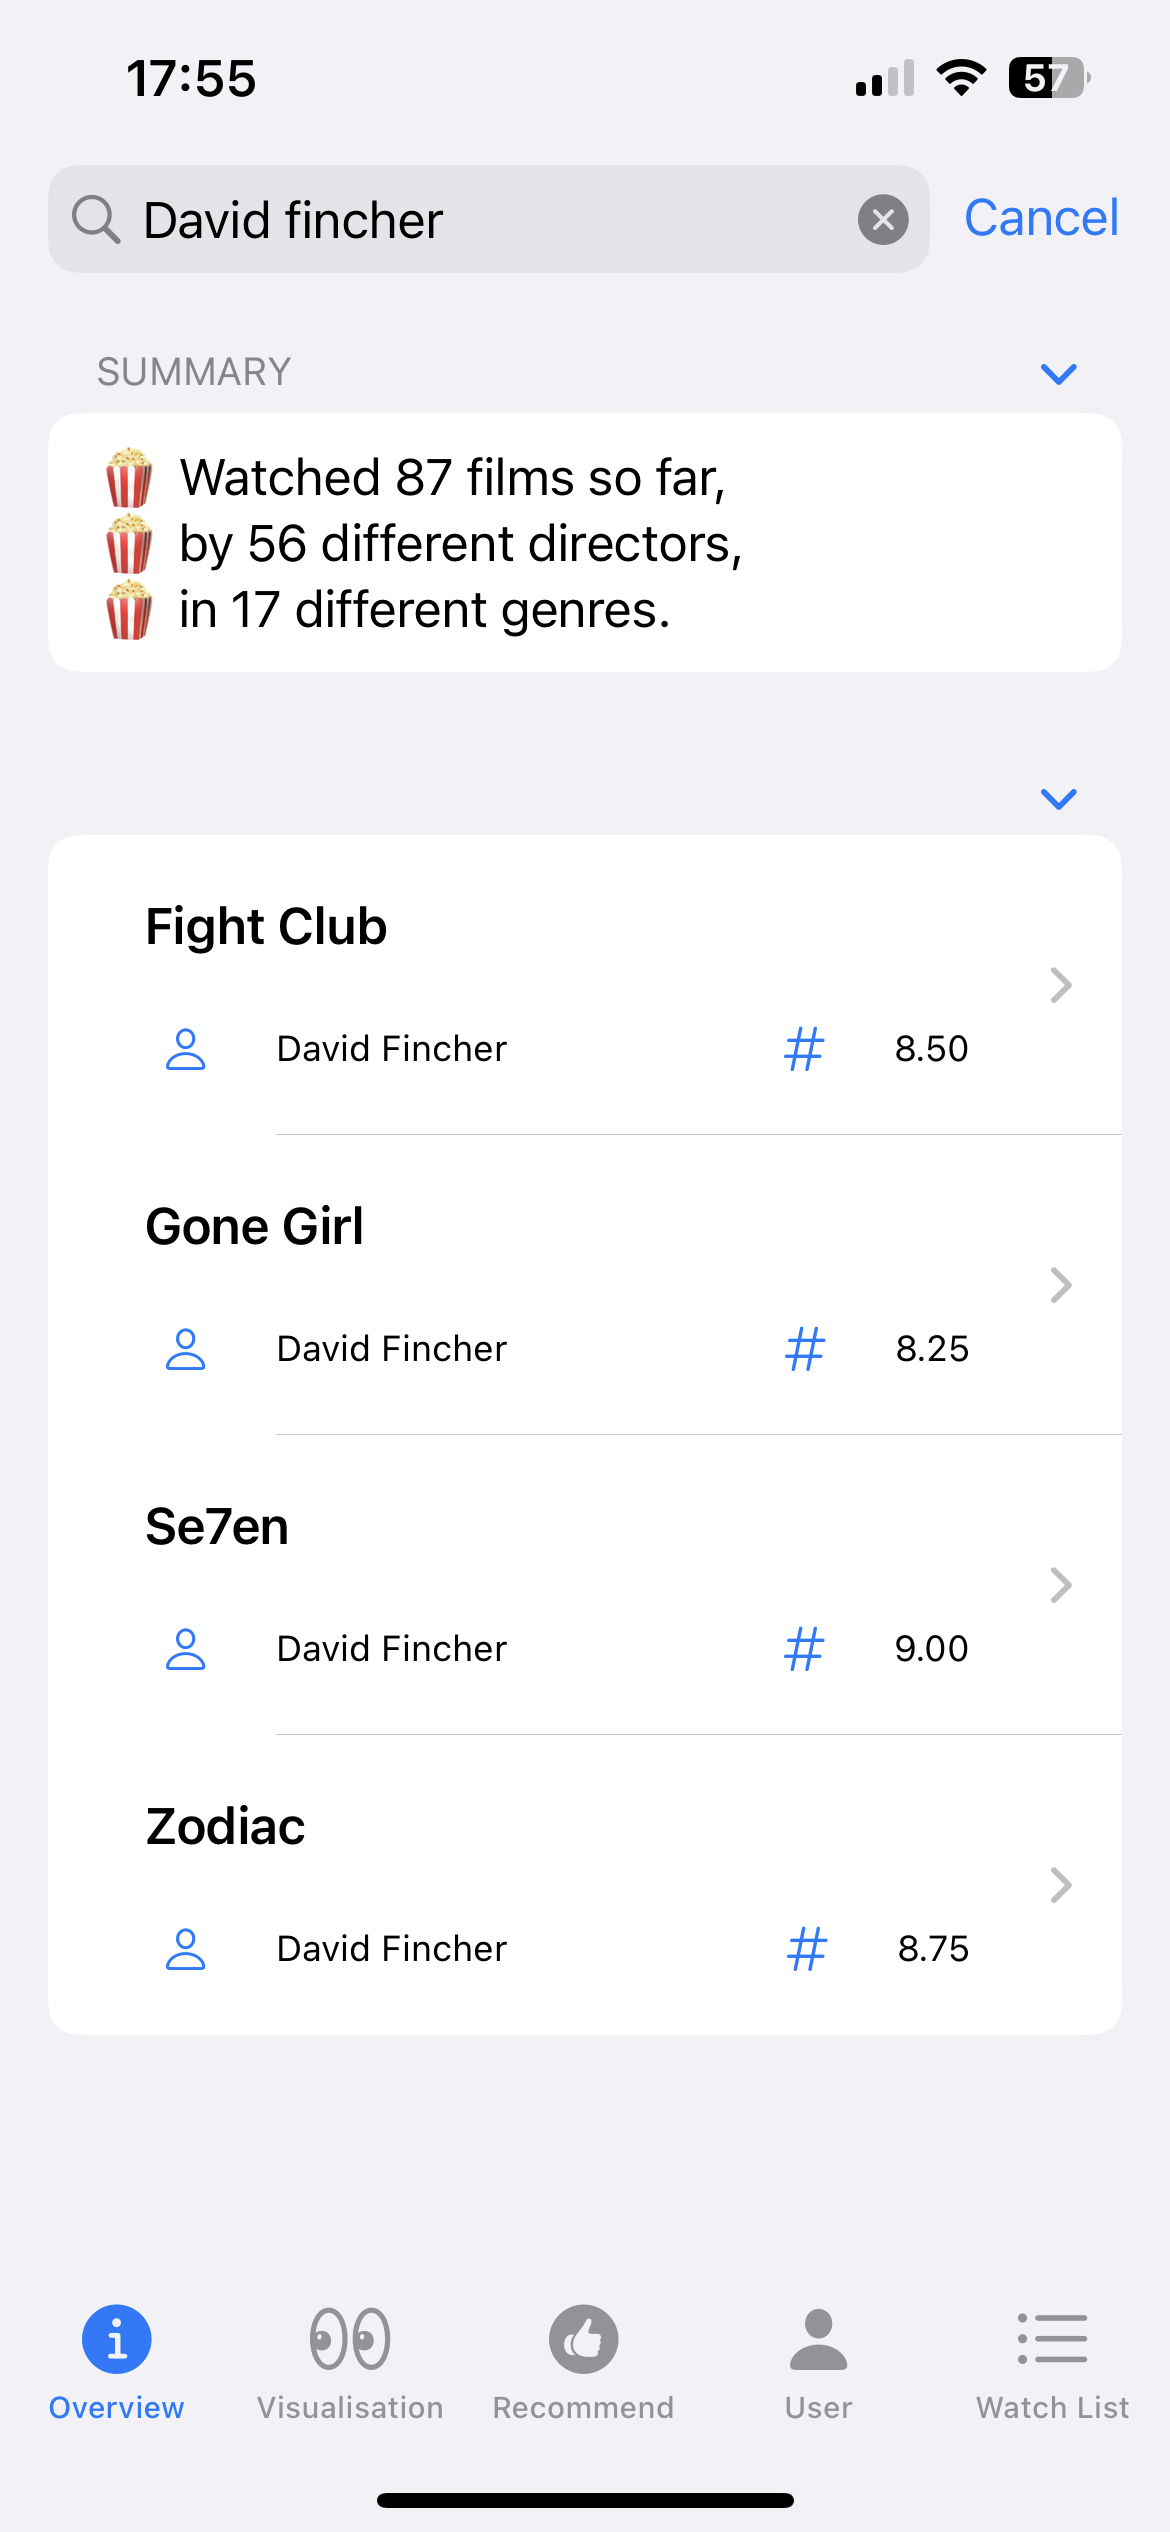 17:55
57
David fincher
Cancel
SUMMARY
🍿 Watched 87 films so far,
🍿 by 56 different directors,
🍿 in 17 different genres.
Fight Club
David Fincher # 8.50
Gone Girl
David Fincher # 8.25
Se7en
David Fincher # 9.00
Zodiac
David Fincher # 8.75
Overview Visualisation Recommend User Watch List